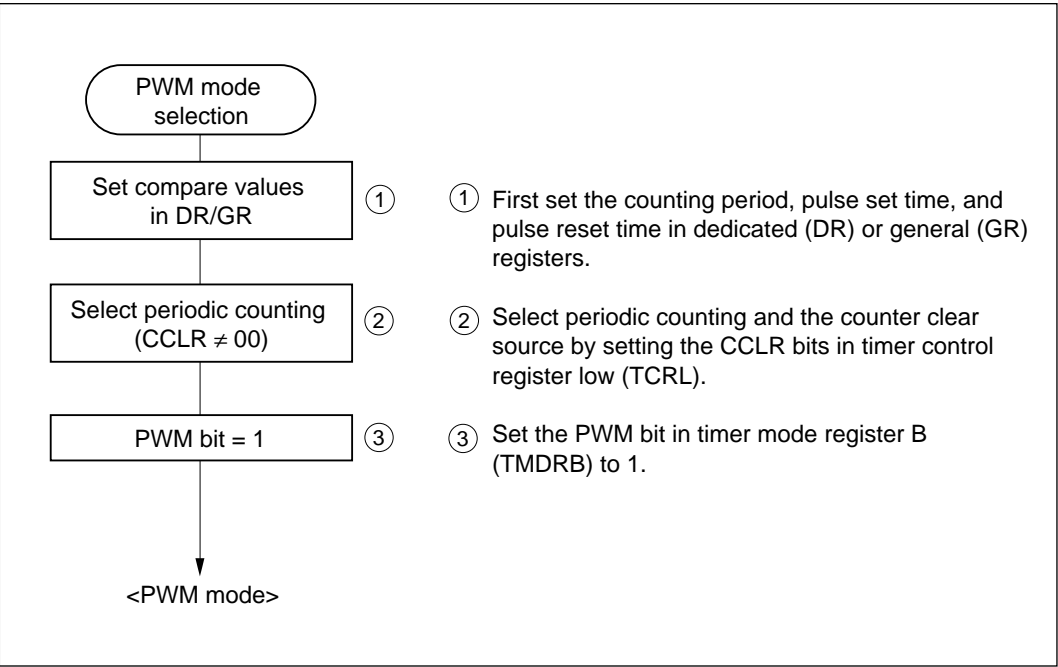 PWM mode
selection
Set compare values
in DR/GR
①
① First set the counting period, pulse set time, and
pulse reset time in dedicated (DR) or general (GR)
registers.
Select periodic counting
(CCLR ≠ 00)
②
② Select periodic counting and the counter clear
source by setting the CCLR bits in timer control
register low (TCRL).
PWM bit = 1
③
③ Set the PWM bit in timer mode register B
(TMDRB) to 1.
<PWM mode>